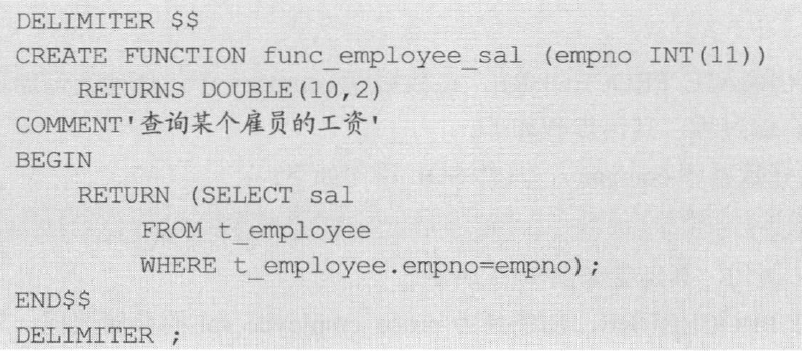 DELIMITER $$
CREATE FUNCTION func_employee_sal (empno INT(11))
    RETURNS DOUBLE(10,2)
COMMENT'查询某个雇员的工资'
BEGIN
    RETURN (SELECT sal
        FROM t_employee
        WHERE t_employee.empno=empno);
END$$
DELIMITER ;